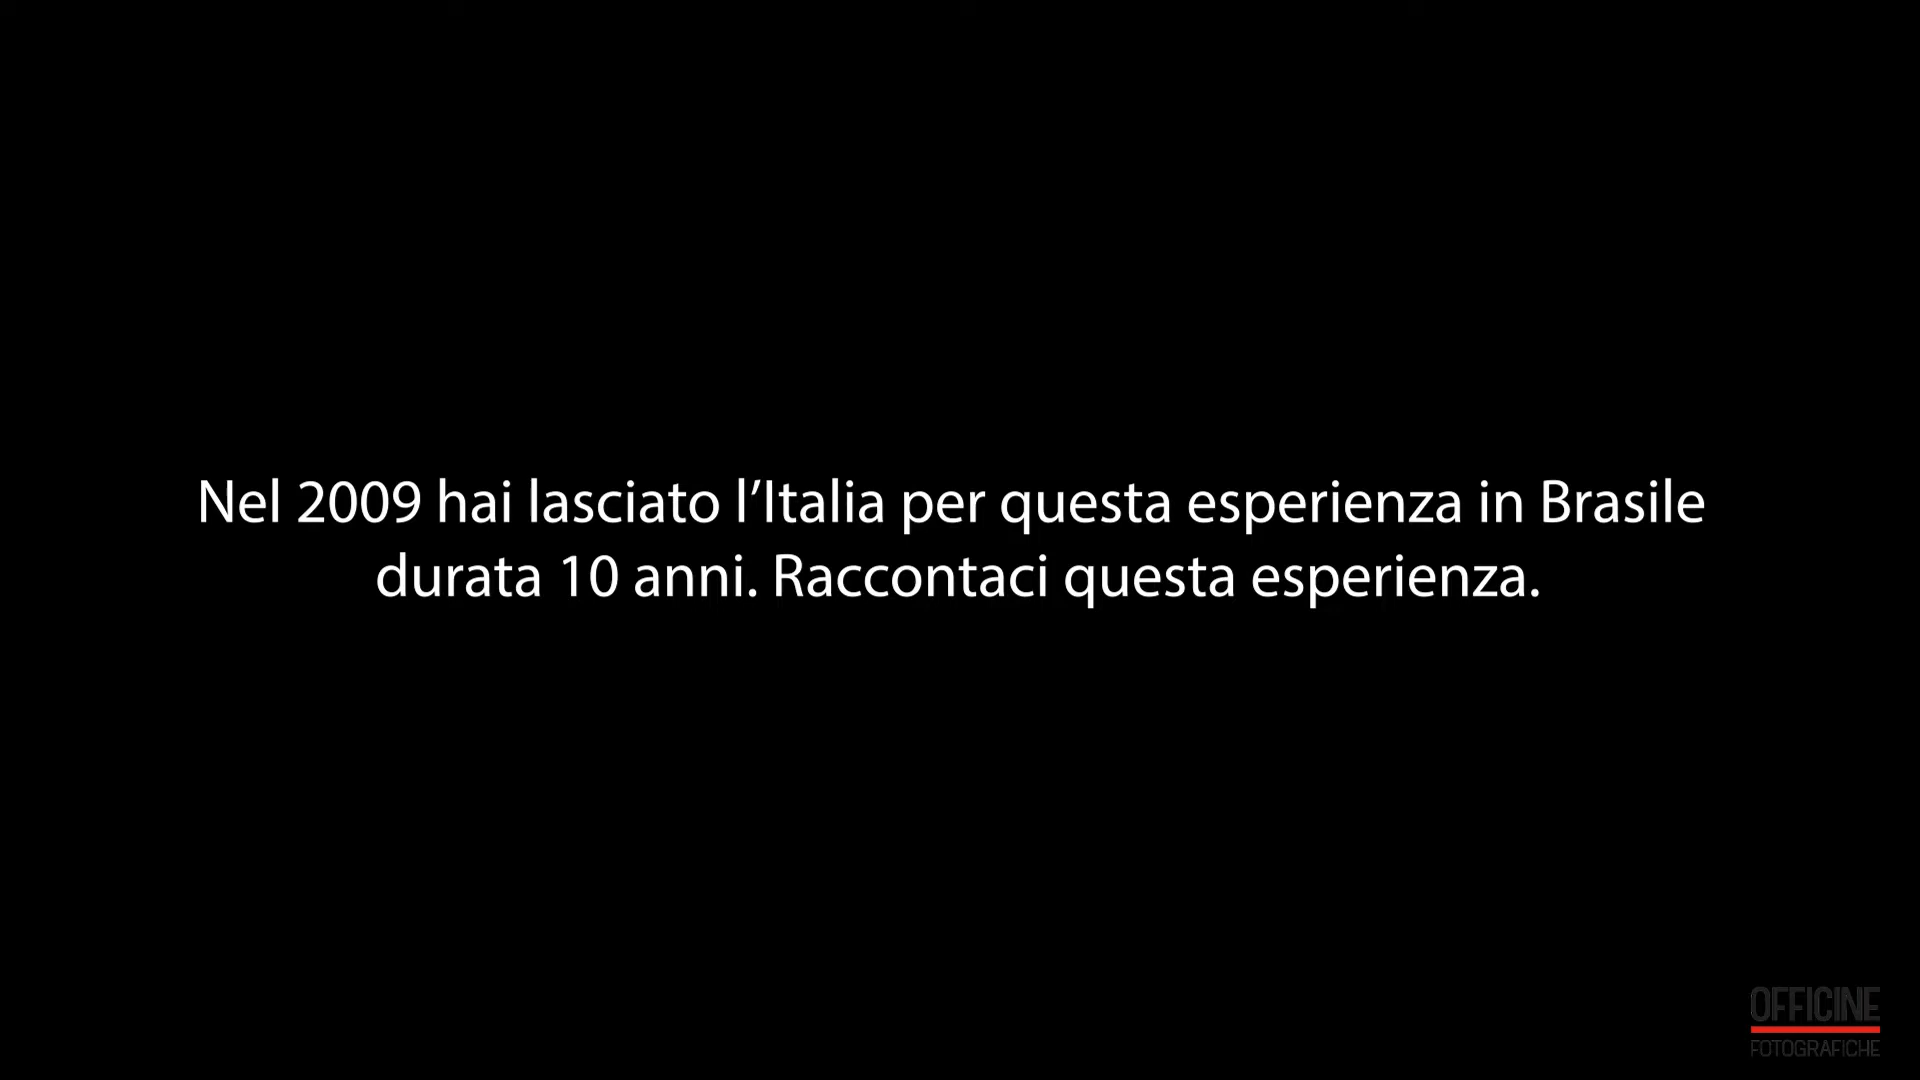 Nel 2009 hai lasciato l’Italia per questa esperienza in Brasile
durata 10 anni. Raccontaci questa esperienza.
OFFICINE
FOTOGRAFICHE